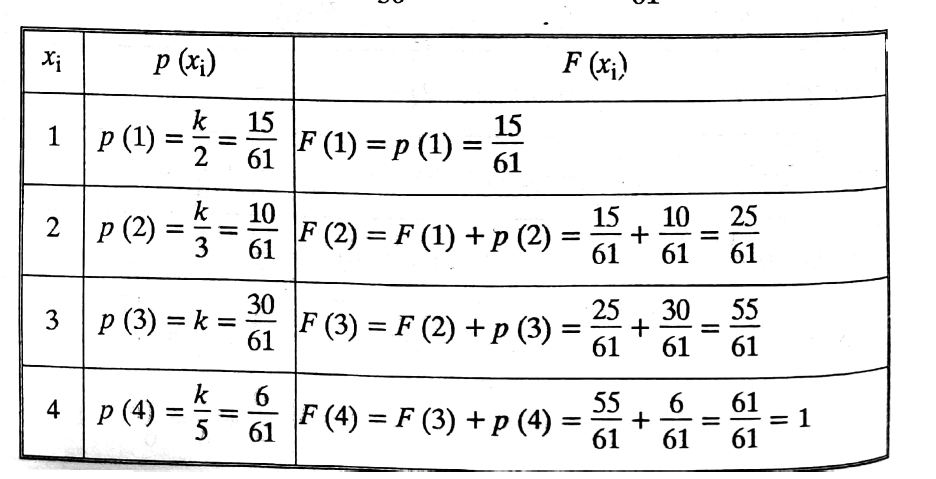 xᵢ p (xᵢ) F (xᵢ)
1 p (1) = k/2 = 15/61 F (1) = p (1) = 15/61
2 p (2) = k/3 = 10/61 F (2) = F (1) + p (2) = 15/61 + 10/61 = 25/61
3 p (3) = k = 30/61 F (3) = F (2) + p (3) = 25/61 + 30/61 = 55/61
4 p (4) = k/5 = 6/61 F (4) = F (3) + p (4) = 55/61 + 6/61 = 61/61 = 1